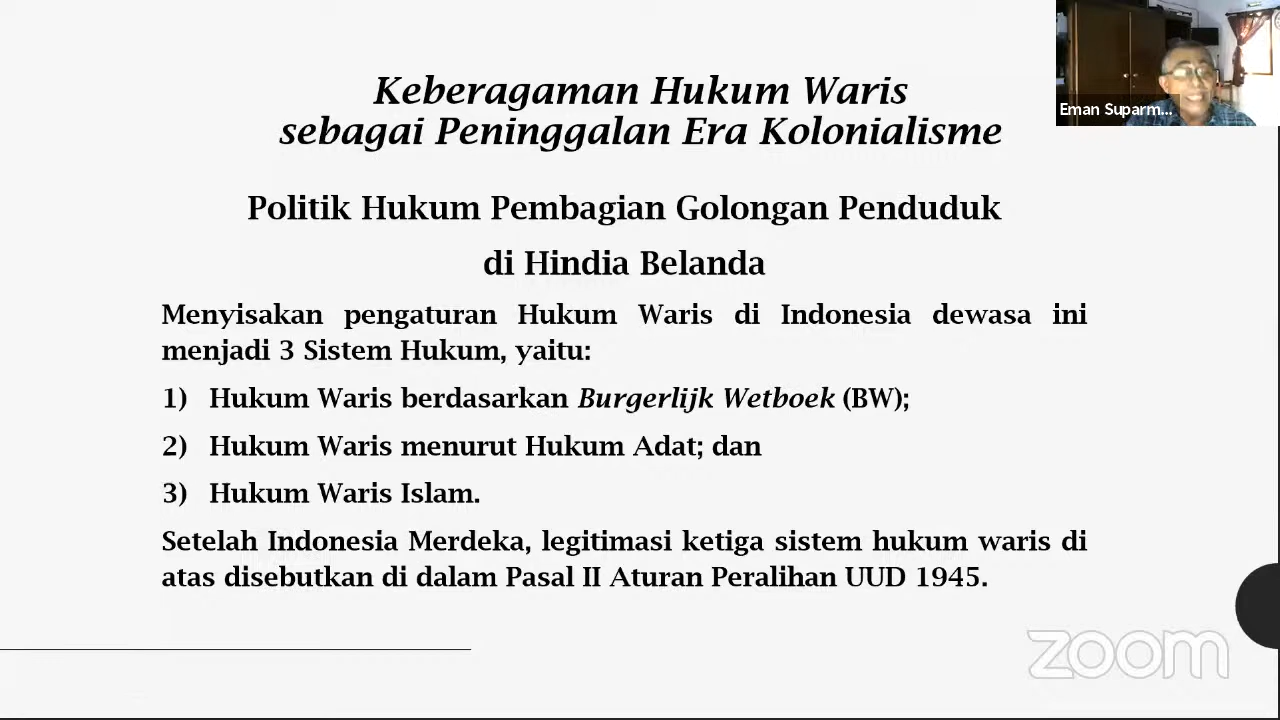 Keberagaman Hukum Waris
sebagai Peninggalan Era Kolonialisme
Eman Suparm...
Politik Hukum Pembagian Golongan Penduduk
di Hindia Belanda
Menyisakan pengaturan Hukum Waris di Indonesia dewasa ini
menjadi 3 Sistem Hukum, yaitu:
1) Hukum Waris berdasarkan Burgerlijk Wetboek (BW);
2) Hukum Waris menurut Hukum Adat; dan
3) Hukum Waris Islam.
Setelah Indonesia Merdeka, legitimasi ketiga sistem hukum waris di
atas disebutkan di dalam Pasal II Aturan Peralihan UUD 1945.
zoom